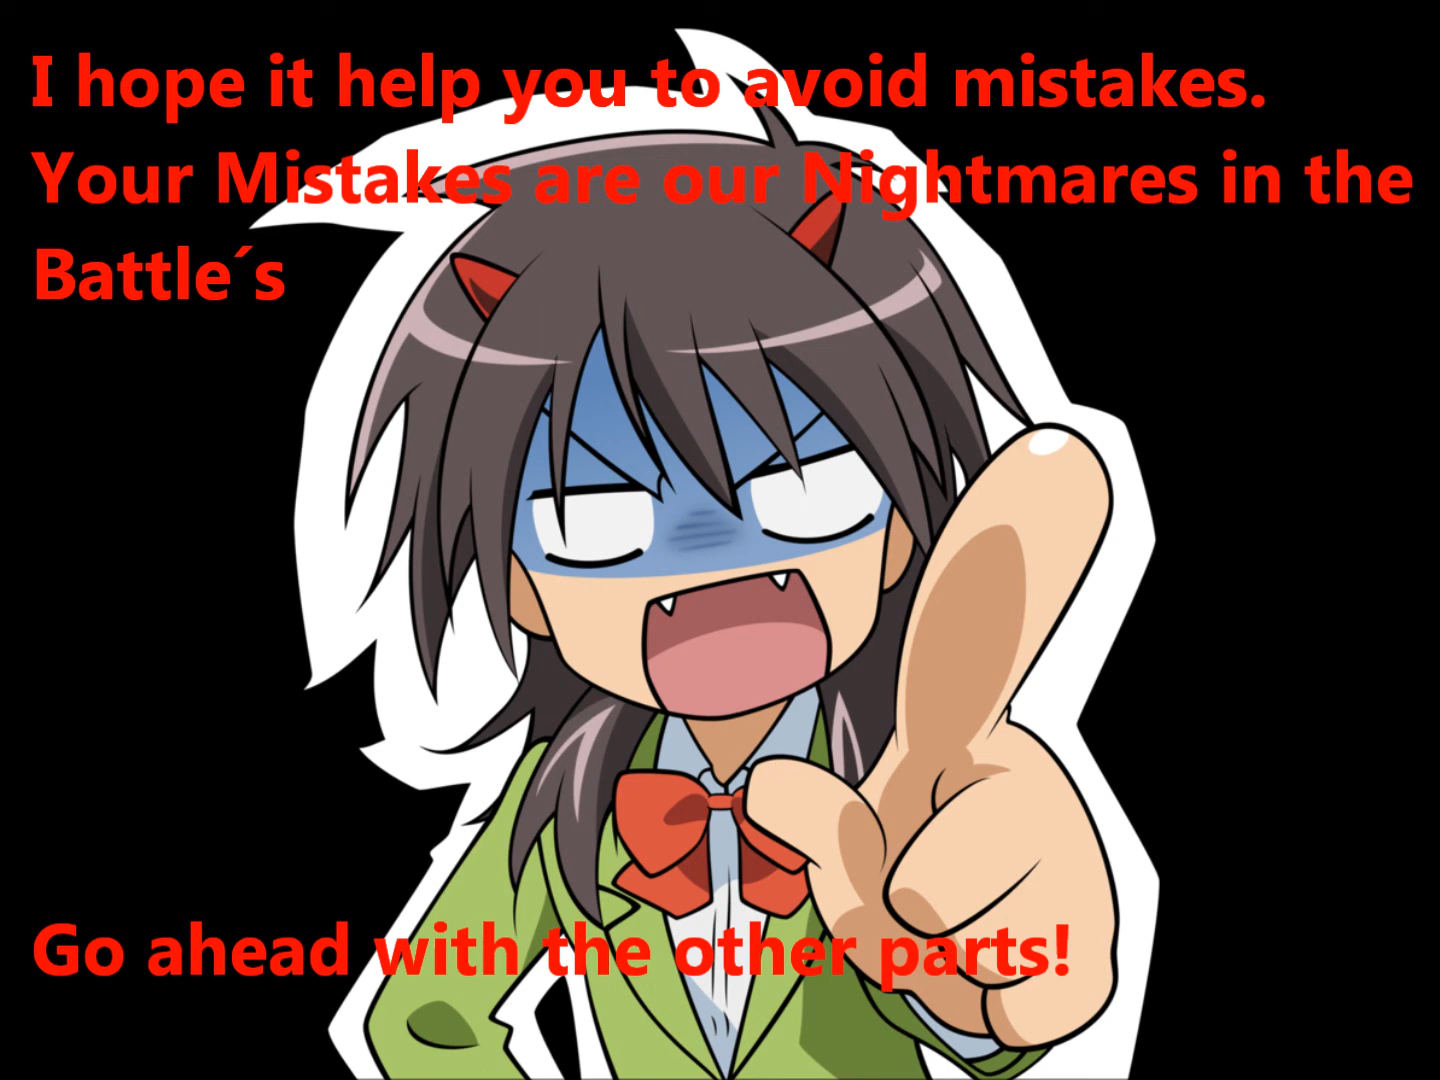 I hope it help you to avoid mistakes.
Your Mistakes are our Nightmares in the
Battle´s
Go ahead with the other parts!